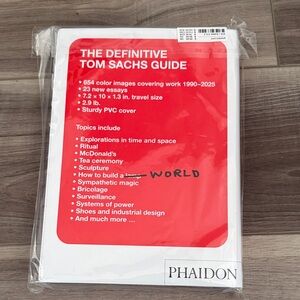 THE DEFINITIVE
TOM SACHS GUIDE
• 654 color images covering work 1990–2025
• 23 new essays
• 7.2 × 10 × 1.3 in. travel size
• 2.9 lb.
• Sturdy PVC cover
Topics include
• Explorations in time and space
• Ritual
• McDonald's
• Tea ceremony
• Sculpture
• How to build a WORLD
• Sympathetic magic
• Bricolage
• Surveillance
• Systems of power
• Shoes and industrial design
• And much more ...
PHAIDON